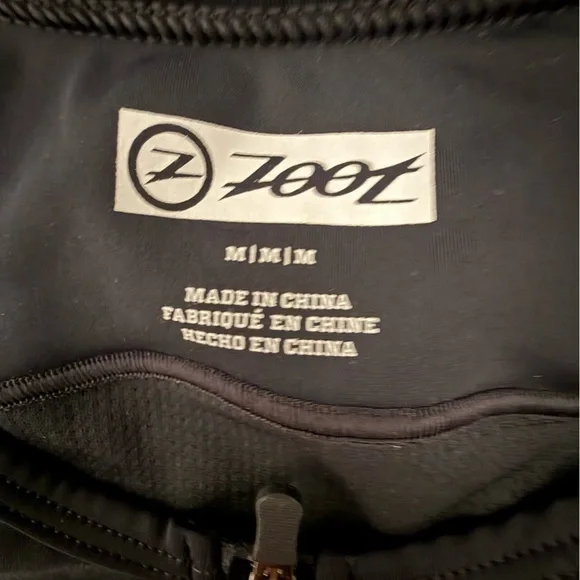 Z ZOOT
M|M|M
MADE IN CHINA
FABRIQUÉ EN CHINE
HECHO EN CHINA